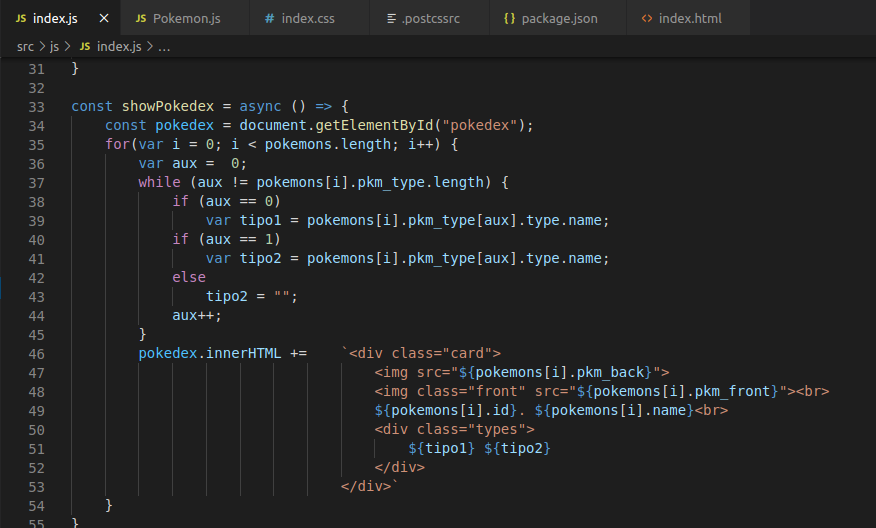 JS index.js × JS Pokemon.js # index.css .postcssrc {} package.json <> index.html
src > js > JS index.js > ...
31 }
32
33 const showPokedex = async () => {
34     const pokedex = document.getElementById("pokedex");
35     for(var i = 0; i < pokemons.length; i++) {
36         var aux =  0;
37         while (aux != pokemons[i].pkm_type.length) {
38             if (aux == 0)
39                 var tipo1 = pokemons[i].pkm_type[aux].type.name;
40             if (aux == 1)
41                 var tipo2 = pokemons[i].pkm_type[aux].type.name;
42             else
43                 tipo2 = "";
44             aux++;
45         }
46         pokedex.innerHTML +=    `<div class="card">
47                                     <img src="${pokemons[i].pkm_back}">
48                                     <img class="front" src="${pokemons[i].pkm_front}"><br>
49                                     ${pokemons[i].id}. ${pokemons[i].name}<br>
50                                     <div class="types">
51                                         ${tipo1} ${tipo2}
52                                     </div>
53                                 </div>`
54     }
55 }